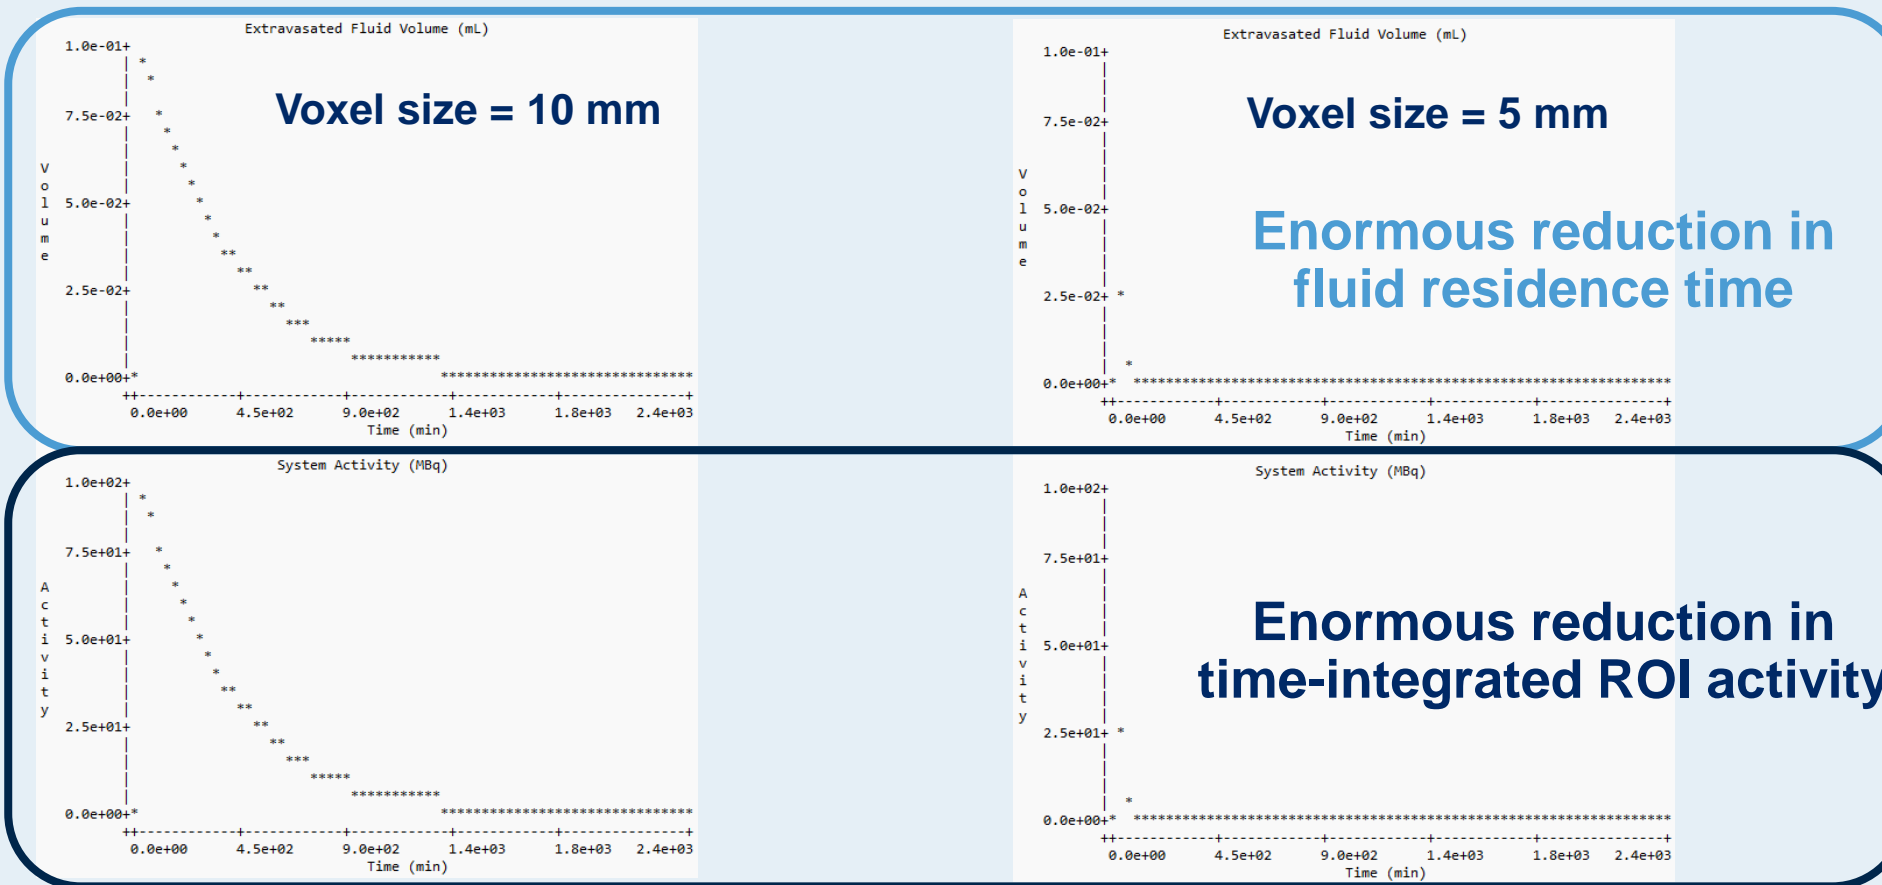 Extravasated Fluid Volume (mL)
1.0e-01+
7.5e-02+
5.0e-02+
2.5e-02+
0.0e+00+
Volume
0.0e+00 4.5e+02 9.0e+02 1.4e+03 1.8e+03 2.4e+03
Time (min)
Voxel size = 10 mm
Extravasated Fluid Volume (mL)
1.0e-01+
7.5e-02+
5.0e-02+
2.5e-02+
0.0e+00+
Volume
0.0e+00 4.5e+02 9.0e+02 1.4e+03 1.8e+03 2.4e+03
Time (min)
Voxel size = 5 mm
Enormous reduction in
fluid residence time
System Activity (MBq)
1.0e+02+
7.5e+01+
5.0e+01+
2.5e+01+
0.0e+00+
Activity
0.0e+00 4.5e+02 9.0e+02 1.4e+03 1.8e+03 2.4e+03
Time (min)
System Activity (MBq)
1.0e+02+
7.5e+01+
5.0e+01+
2.5e+01+
0.0e+00+
Activity
0.0e+00 4.5e+02 9.0e+02 1.4e+03 1.8e+03 2.4e+03
Time (min)
Enormous reduction in
time-integrated ROI activity